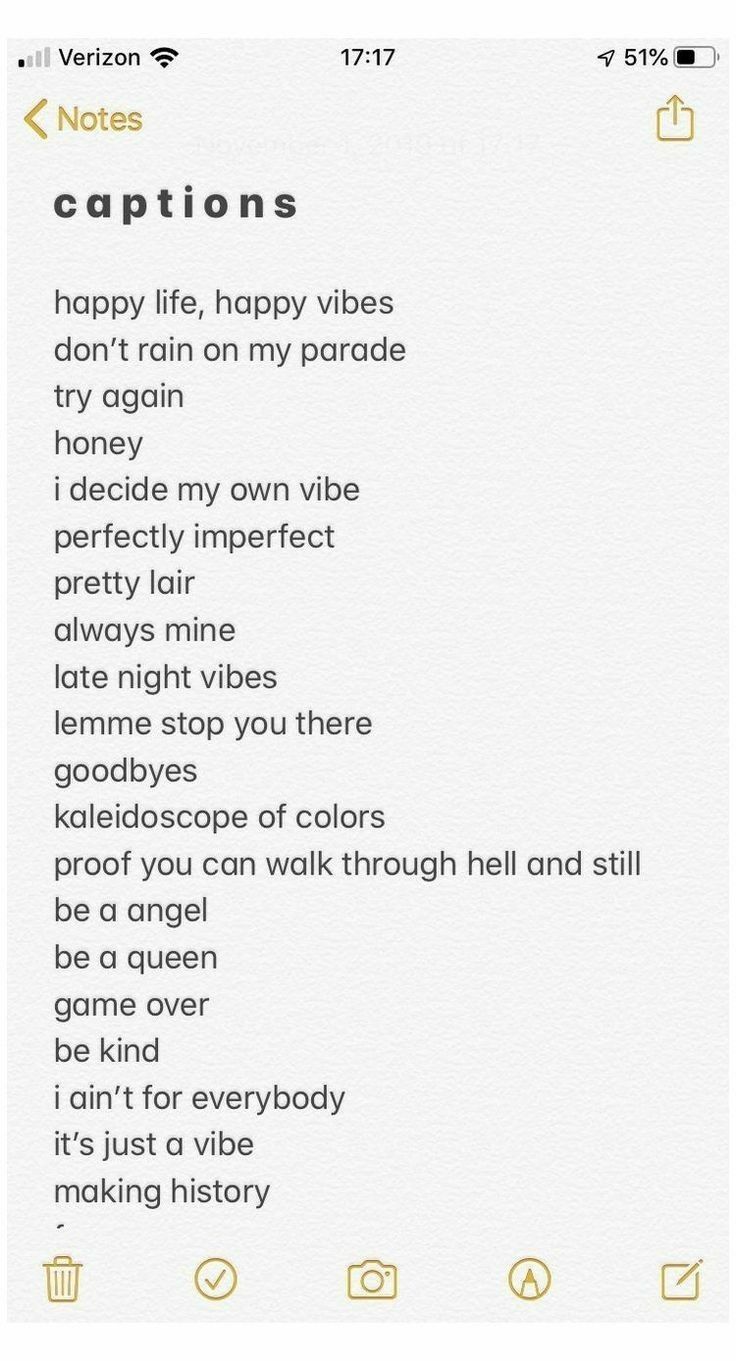 Verizon 17:17 51%
Notes
captions
happy life, happy vibes
don't rain on my parade
try again
honey
i decide my own vibe
perfectly imperfect
pretty lair
always mine
late night vibes
lemme stop you there
goodbyes
kaleidoscope of colors
proof you can walk through hell and still
be a angel
be a queen
game over
be kind
i ain't for everybody
it's just a vibe
making history